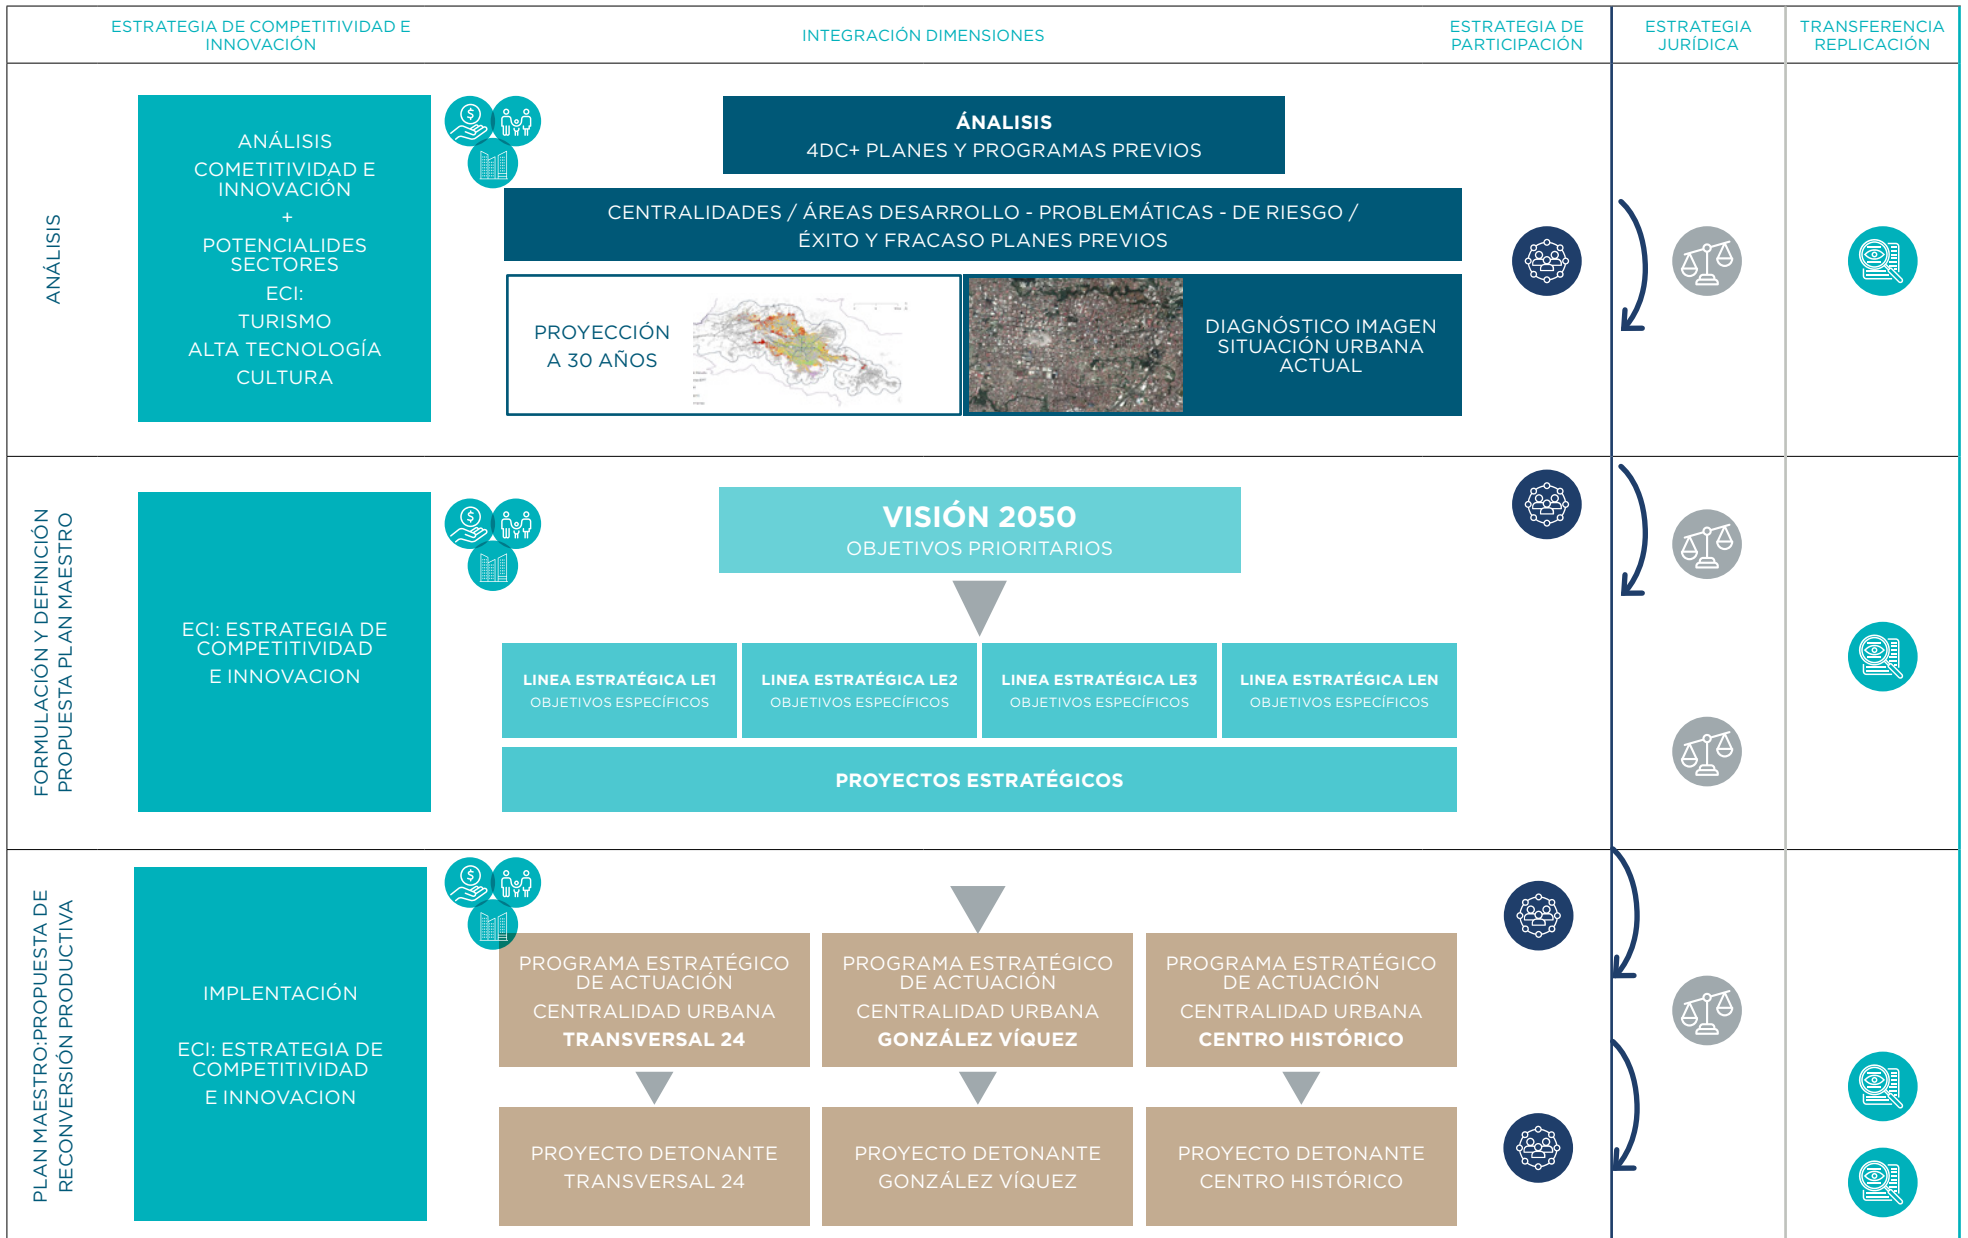 ESTRATEGIA DE COMPETITIVIDAD E
INNOVACIÓN
INTEGRACIÓN DIMENSIONES
ESTRATEGIA DE
PARTICIPACIÓN
ESTRATEGIA
JURÍDICA
TRANSFERENCIA
REPLICACIÓN
ANÁLISIS
ANÁLISIS
COMETITIVIDAD E
INNOVACIÓN
+
POTENCIALIDES
SECTORES
ECI:
TURISMO
ALTA TECNOLOGÍA
CULTURA
ÁNALISIS
4DC+ PLANES Y PROGRAMAS PREVIOS
CENTRALIDADES / ÁREAS DESARROLLO - PROBLEMÁTICAS - DE RIESGO /
ÉXITO Y FRACASO PLANES PREVIOS
PROYECCIÓN
A 30 AÑOS
DIAGNÓSTICO IMAGEN
SITUACIÓN URBANA
ACTUAL
FORMULACIÓN Y DEFINICIÓN
PROPUESTA PLAN MAESTRO
ECI: ESTRATEGIA DE
COMPETITIVIDAD
E INNOVACION
VISIÓN 2050
OBJETIVOS PRIORITARIOS
LINEA ESTRATÉGICA LE1
OBJETIVOS ESPECÍFICOS
LINEA ESTRATÉGICA LE2
OBJETIVOS ESPECÍFICOS
LINEA ESTRATÉGICA LE3
OBJETIVOS ESPECÍFICOS
LINEA ESTRATÉGICA LEN
OBJETIVOS ESPECÍFICOS
PROYECTOS ESTRATÉGICOS
PLAN MAESTRO:PROPUESTA DE
RECONVERSIÓN PRODUCTIVA
IMPLENTACIÓN
ECI: ESTRATEGIA DE
COMPETITIVIDAD
E INNOVACION
PROGRAMA ESTRATÉGICO
DE ACTUACIÓN
CENTRALIDAD URBANA
TRANSVERSAL 24
PROGRAMA ESTRATÉGICO
DE ACTUACIÓN
CENTRALIDAD URBANA
GONZÁLEZ VÍQUEZ
PROGRAMA ESTRATÉGICO
DE ACTUACIÓN
CENTRALIDAD URBANA
CENTRO HISTÓRICO
PROYECTO DETONANTE
TRANSVERSAL 24
PROYECTO DETONANTE
GONZÁLEZ VÍQUEZ
PROYECTO DETONANTE
CENTRO HISTÓRICO